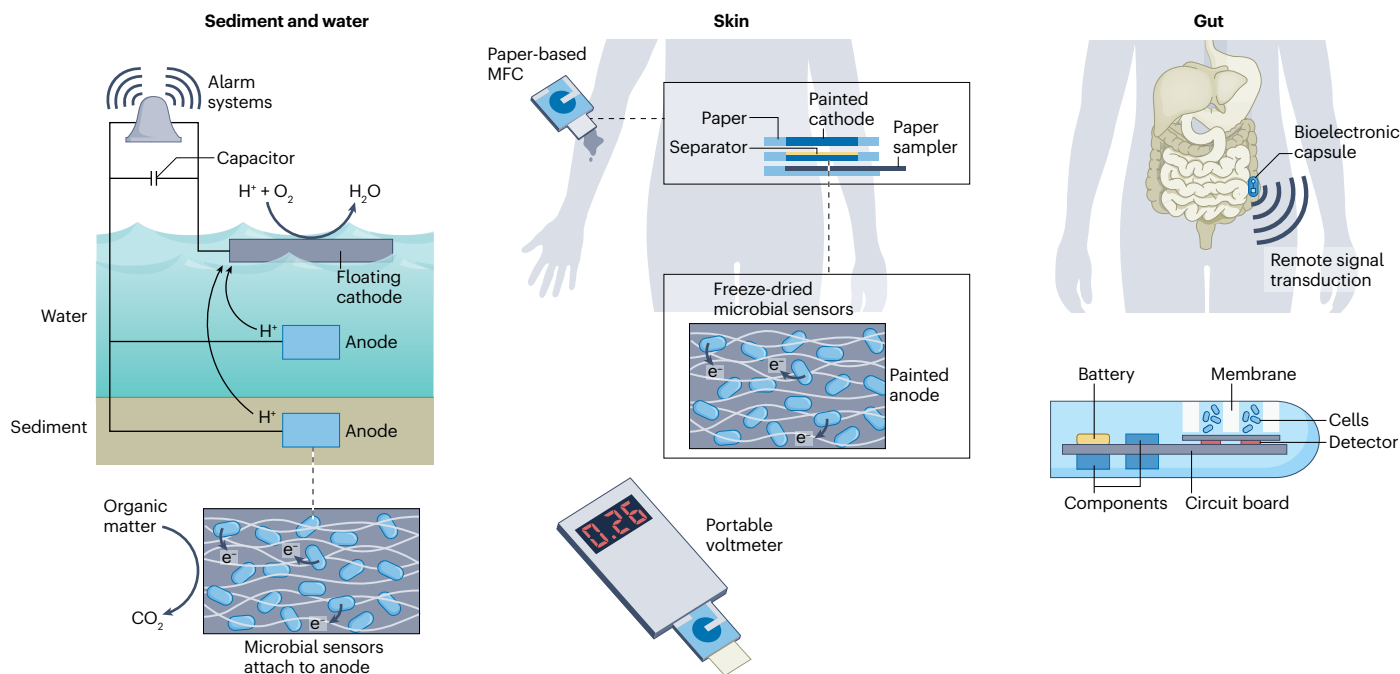 Sediment and water
Alarm
systems
Capacitor
H⁺ + O₂
H₂O
Floating
cathode
Water
H⁺
Anode
Sediment
H⁺
Anode
Organic
matter
CO₂
e⁻
e⁻
e⁻
Microbial sensors
attach to anode
Skin
Paper-based
MFC
Painted
cathode
Paper
Separator
Paper
sampler
Freeze-dried
microbial sensors
e⁻
e⁻
e⁻
Painted
anode
0.26
Portable
voltmeter
Gut
Bioelectronic
capsule
Remote signal
transduction
Battery
Membrane
Cells
Detector
Components
Circuit board